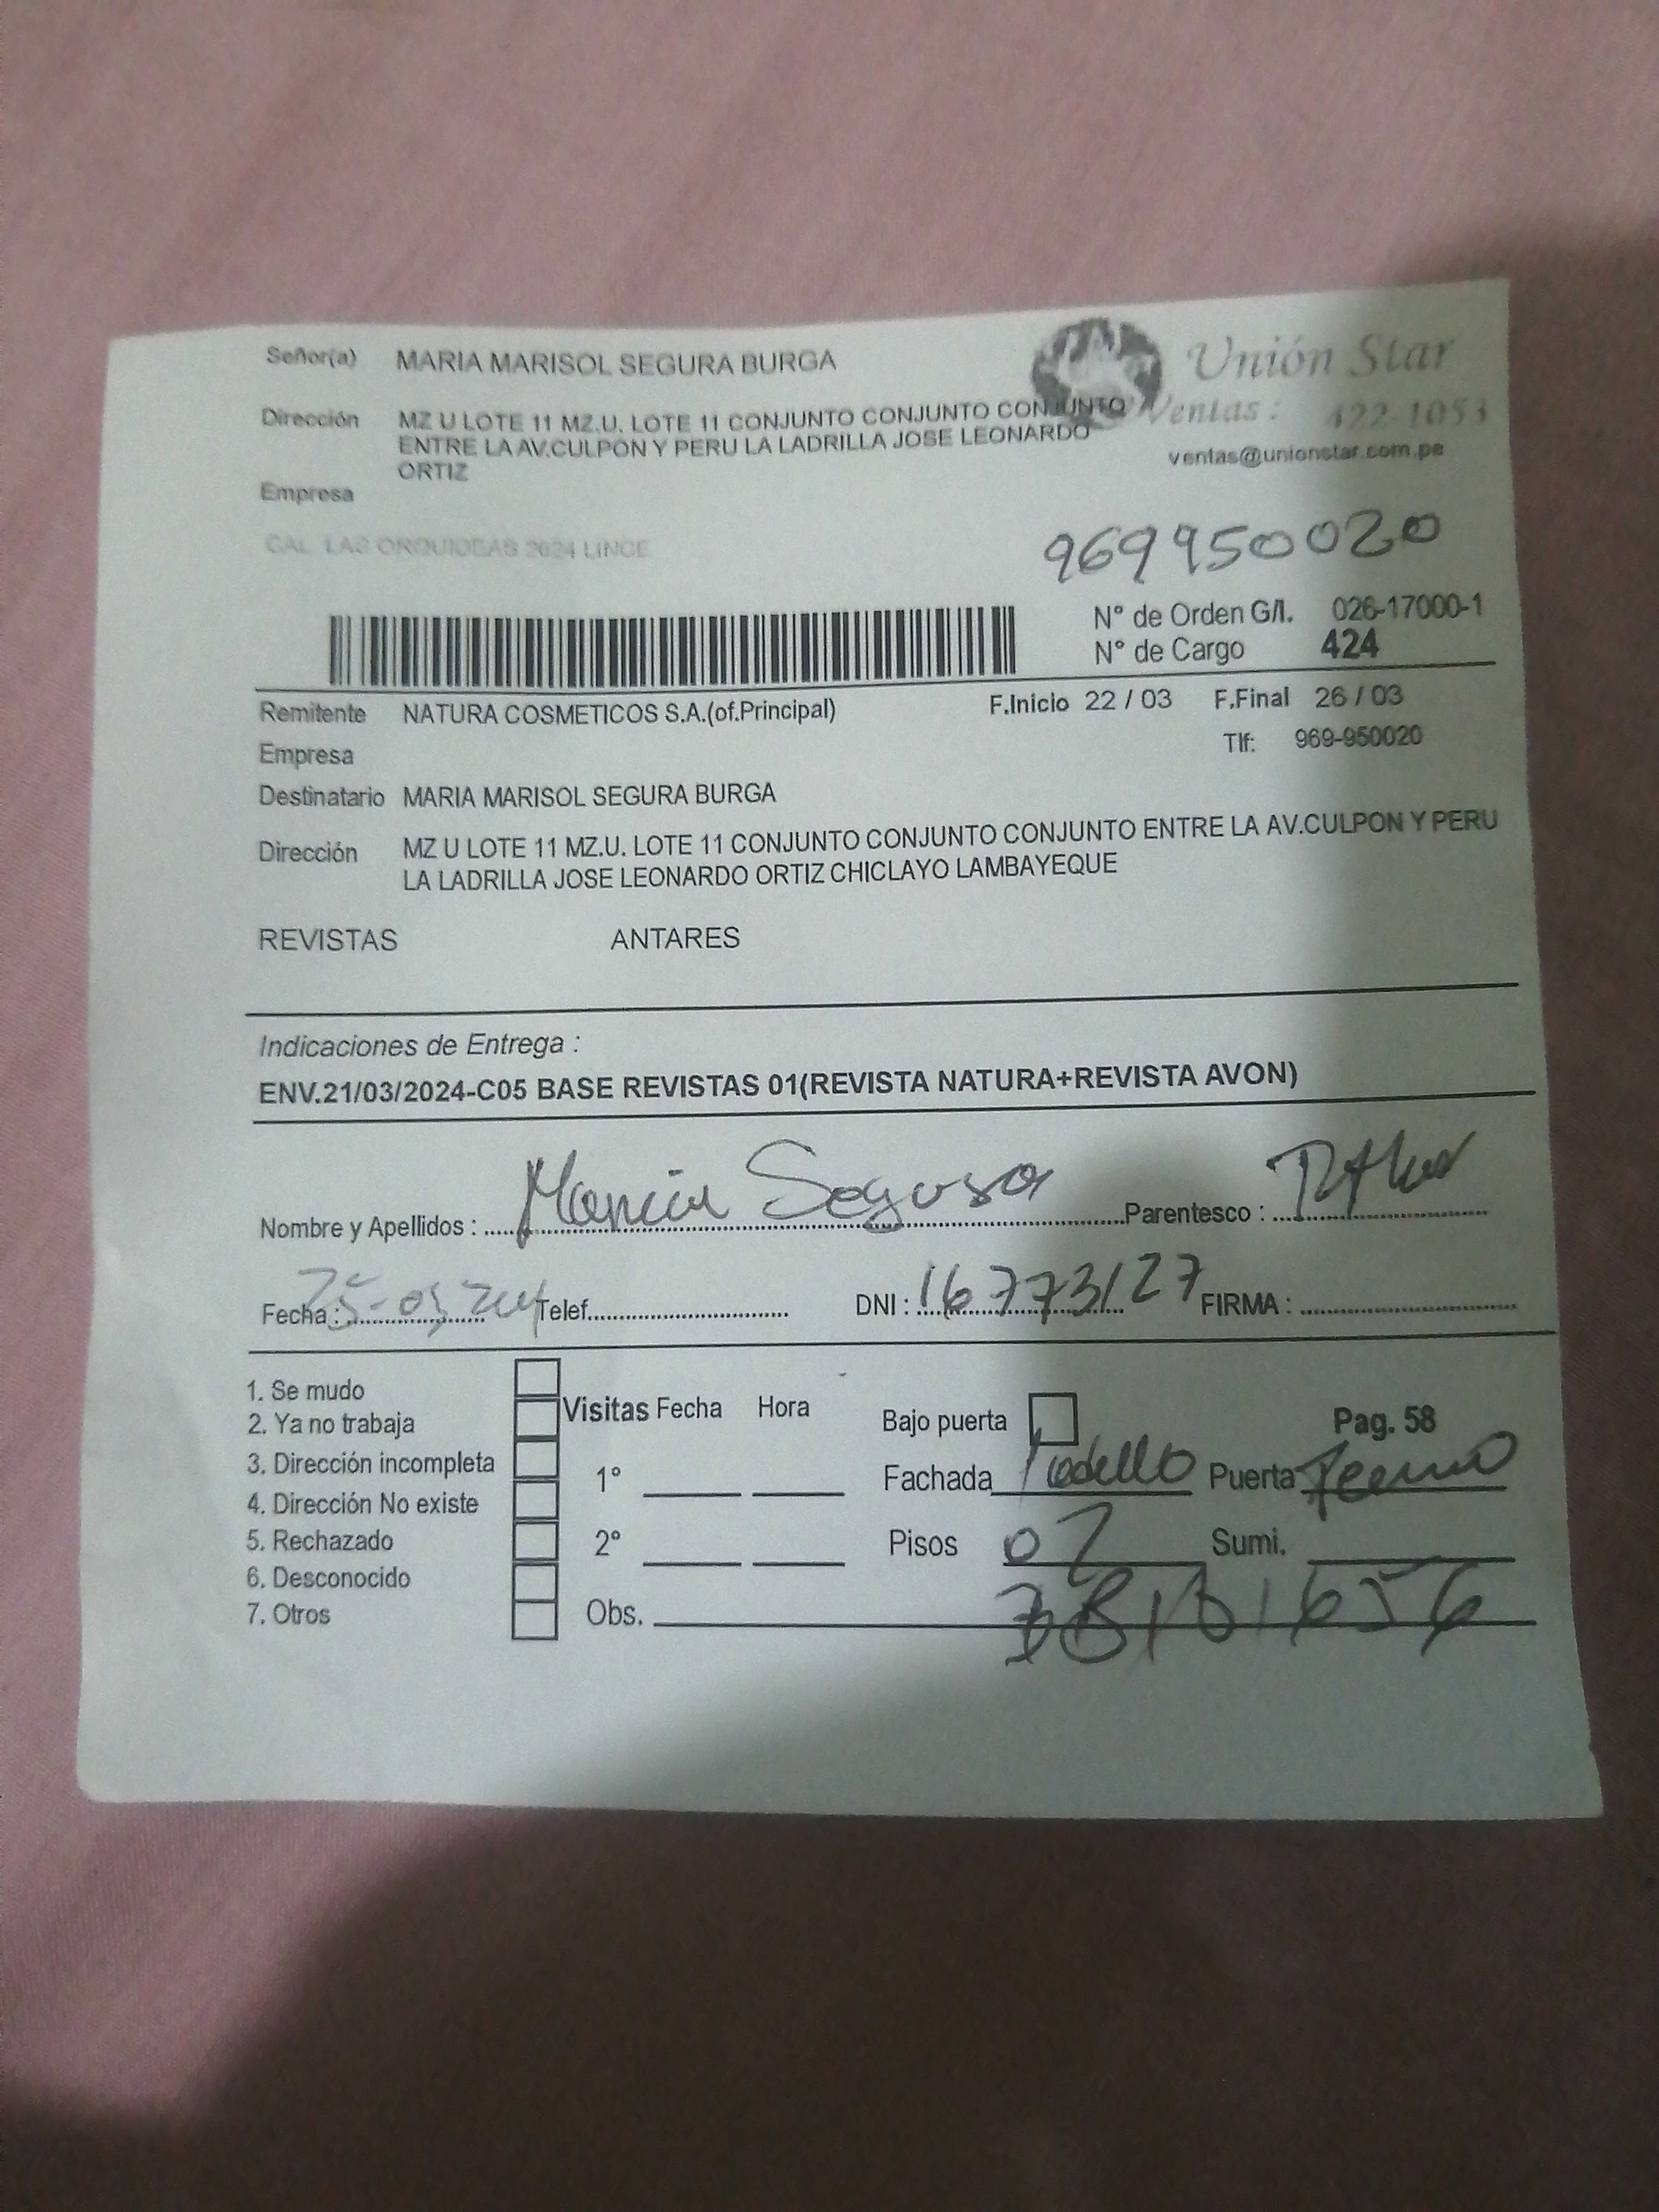 Señor(a) MARIA MARISOL SEGURA BURGA
Unión Star
Dirección MZ U LOTE 11 MZ.U. LOTE 11 CONJUNTO CONJUNTO CONJUNTO
Ventas: 422-1053
ENTRE LA AV.CULPON Y PERU LA LADRILLA JOSE LEONARDO
ventas@unionstar.com.pe
ORTIZ
Empresa
CAL. LAS ORQUIDEAS 2624 LINCE
969950020
N° de Orden G/I. 026-17000-1
N° de Cargo 424
Remitente NATURA COSMETICOS S.A.(of.Principal) F.Inicio 22 / 03 F.Final 26 / 03
Empresa Tlf: 969-950020
Destinatario MARIA MARISOL SEGURA BURGA
Dirección MZ U LOTE 11 MZ.U. LOTE 11 CONJUNTO CONJUNTO CONJUNTO ENTRE LA AV.CULPON Y PERU
LA LADRILLA JOSE LEONARDO ORTIZ CHICLAYO LAMBAYEQUE
REVISTAS ANTARES
Indicaciones de Entrega :
ENV.21/03/2024-C05 BASE REVISTAS 01(REVISTA NATURA+REVISTA AVON)
Nombre y Apellidos : Maria Segura Parentesco :
Fecha : 25-03 Telef. DNI : 16773127 FIRMA :
1. Se mudo
2. Ya no trabaja Visitas Fecha Hora Bajo puerta Pag. 58
3. Dirección incompleta 1° Fachada Ladrillo Puerta Fierro
4. Dirección No existe
5. Rechazado 2° Pisos 02 Sumi.
6. Desconocido
7. Otros Obs.